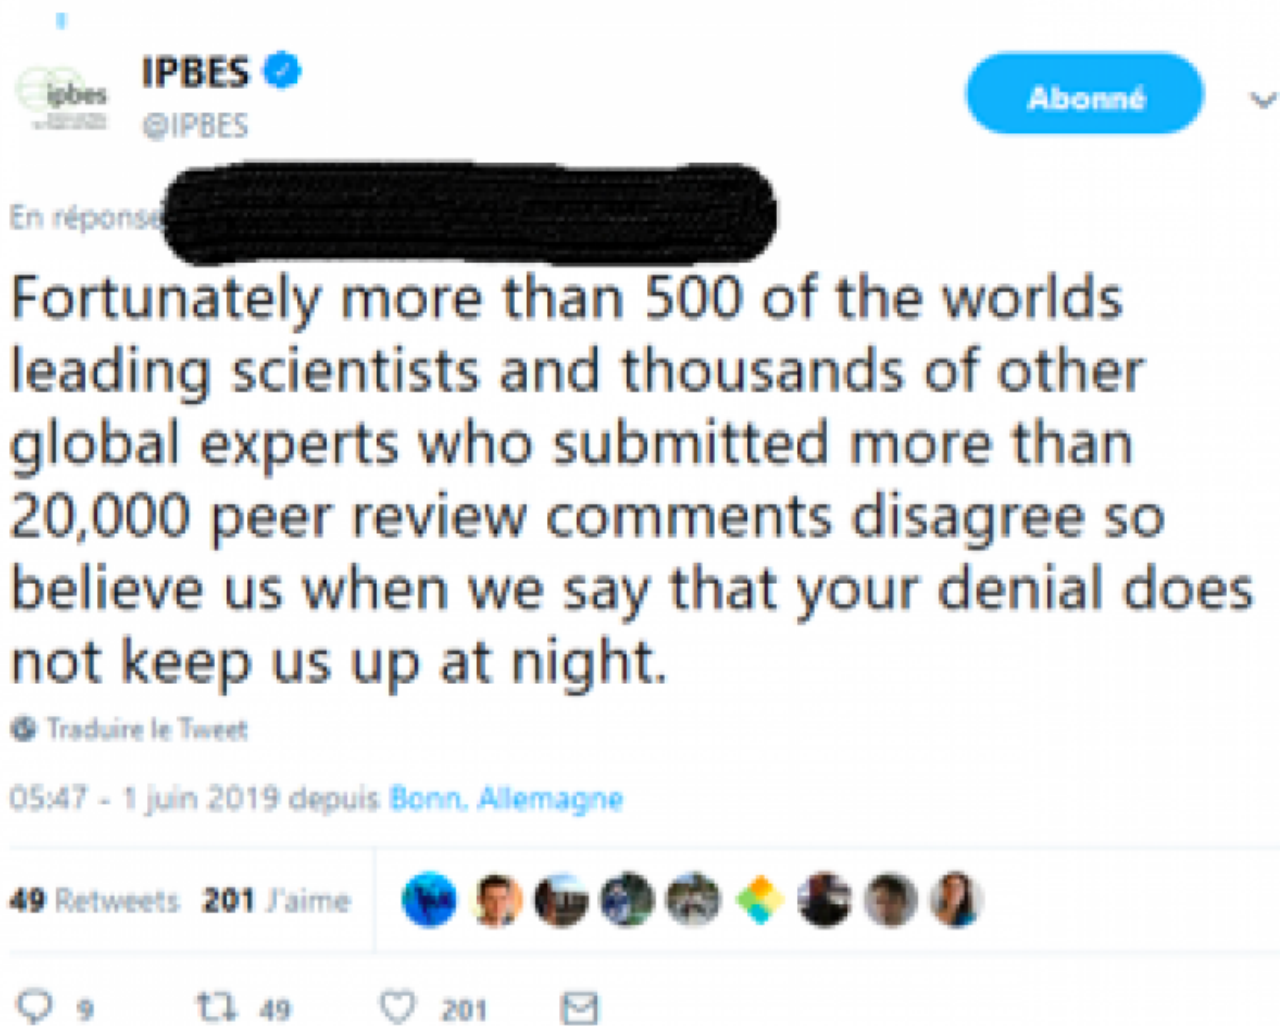 IPBES
ipbes
@IPBES
Abonné
En réponse
Fortunately more than 500 of the worlds
leading scientists and thousands of other
global experts who submitted more than
20,000 peer review comments disagree so
believe us when we say that your denial does
not keep us up at night.
Traduire le Tweet
05:47 - 1 juin 2019 depuis Bonn, Allemagne
49 Retweets 201 J'aime
9 49 201